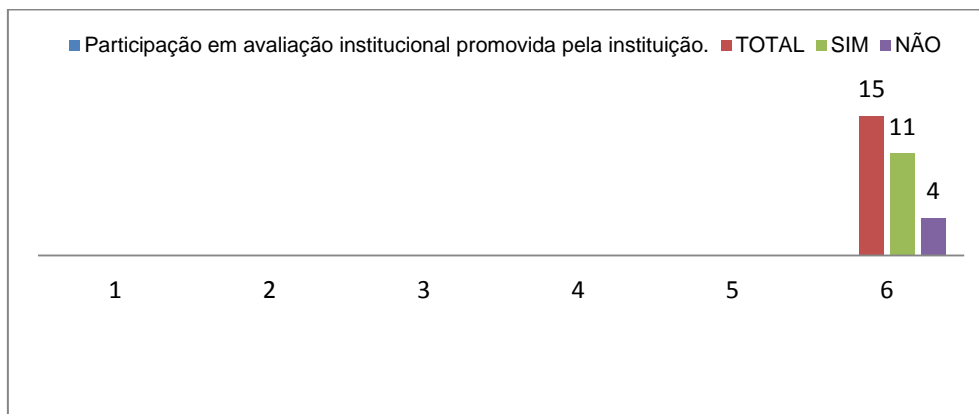 Participação em avaliação institucional promovida pela instituição. TOTAL SIM NÃO
15
11
4
1 2 3 4 5 6